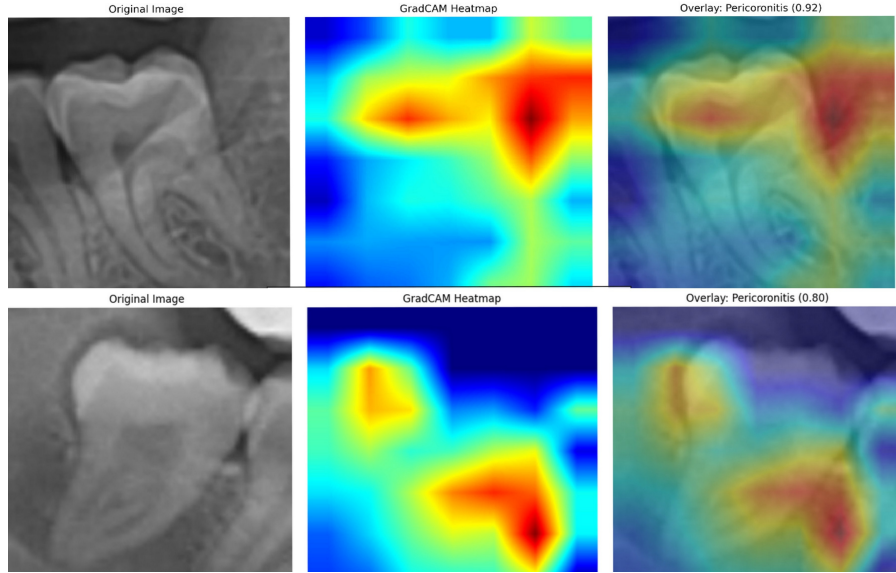 Original Image
GradCAM Heatmap
Overlay: Pericoronitis (0.92)
Original Image
GradCAM Heatmap
Overlay: Pericoronitis (0.80)